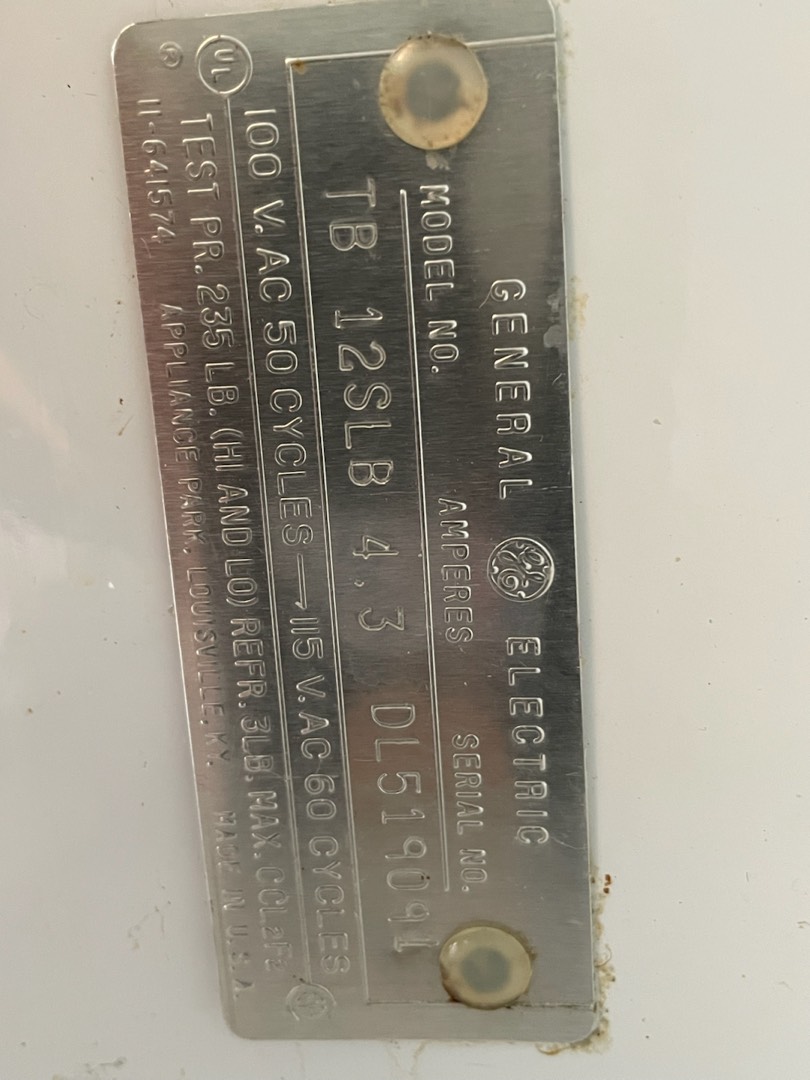 GENERAL GE ELECTRIC
MODEL NO. AMPERES SERIAL NO.
TB 12SLB 4.3 DL519091
100 V. AC 50 CYCLES → 115 V. AC 60 CYCLES
UL TEST PR. 235 LB. (HI AND LO) REFR. 3LB. MAX. CCL2F2
® 11-641574 APPLIANCE PARK, LOUISVILLE, KY. MADE IN U.S.A.